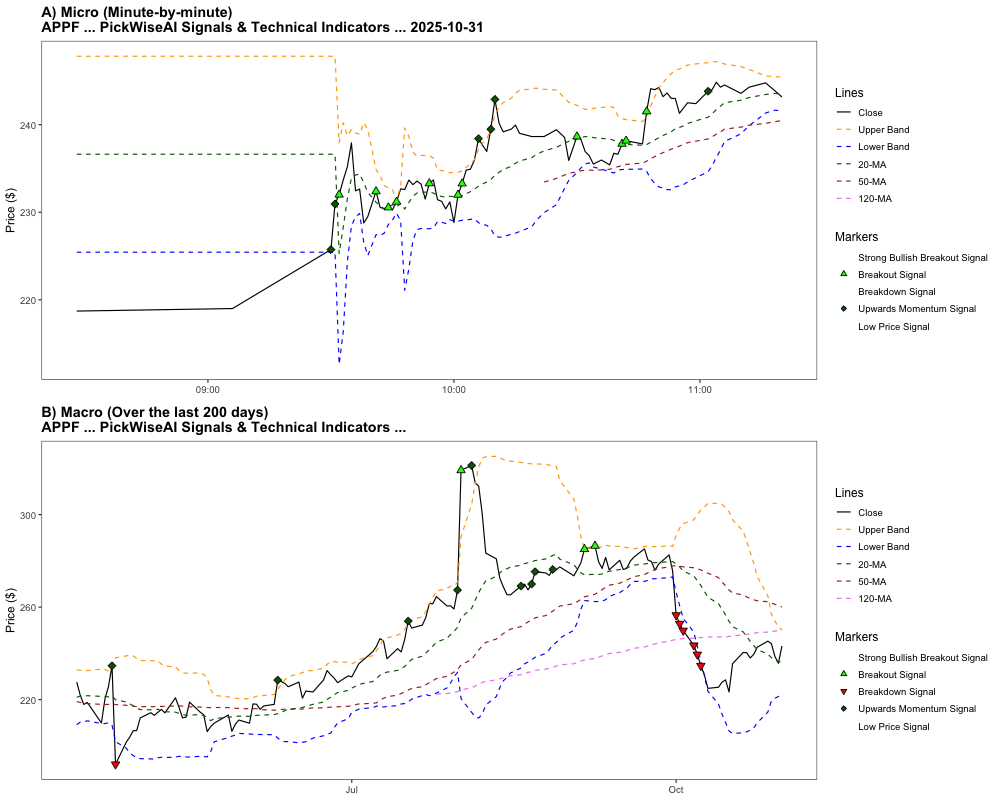 A) Micro (Minute-by-minute)
APPF ... PickWiseAI Signals & Technical Indicators ... 2025-10-31
Price ($)
240
230
220
09:00
10:00
11:00
Lines
Close
Upper Band
Lower Band
20-MA
50-MA
120-MA
Markers
Strong Bullish Breakout Signal
Breakout Signal
Breakdown Signal
Upwards Momentum Signal
Low Price Signal
B) Macro (Over the last 200 days)
APPF ... PickWiseAI Signals & Technical Indicators ...
Price ($)
300
260
220
Jul
Oct
Lines
Close
Upper Band
Lower Band
20-MA
50-MA
120-MA
Markers
Strong Bullish Breakout Signal
Breakout Signal
Breakdown Signal
Upwards Momentum Signal
Low Price Signal